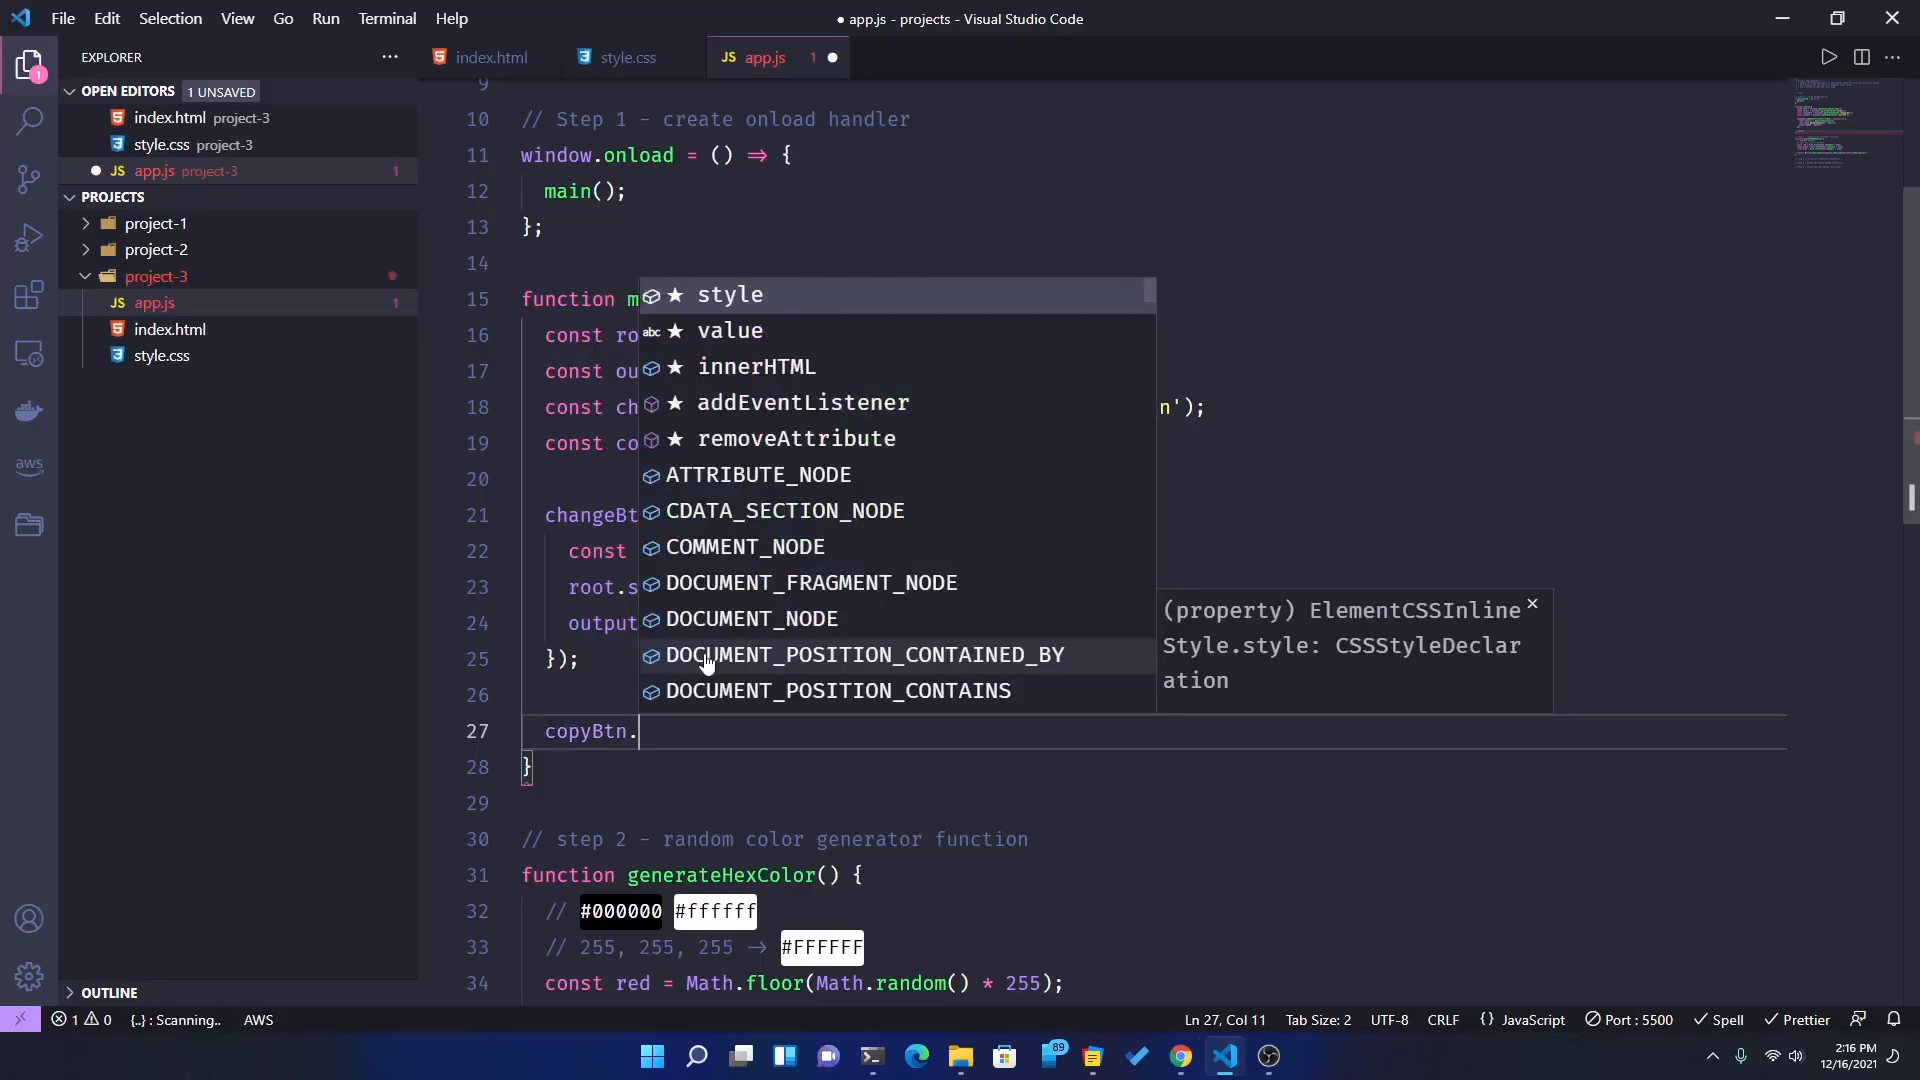 File Edit Selection View Go Run Terminal Help
● app.js - projects - Visual Studio Code
EXPLORER
index.html
style.css
JS app.js 1
OPEN EDITORS 1 UNSAVED
index.html project-3
style.css project-3
JS app.js project-3 1
PROJECTS
project-1
project-2
project-3
JS app.js 1
index.html
style.css
aws
OUTLINE
9
10 // Step 1 - create onload handler
11 window.onload = () => {
12 main();
13 };
14
15 function m
16 const ro
17 const ou
18 const ch n');
19 const co
20
21 changeBt
22 const
23 root.s
24 output
25 });
26
27 copyBtn.
28 }
29
30 // step 2 - random color generator function
31 function generateHexColor() {
32 // #000000 #ffffff
33 // 255, 255, 255 -> #FFFFFF
34 const red = Math.floor(Math.random() * 255);
★ style
abc ★ value
★ innerHTML
★ addEventListener
★ removeAttribute
ATTRIBUTE_NODE
CDATA_SECTION_NODE
COMMENT_NODE
DOCUMENT_FRAGMENT_NODE
DOCUMENT_NODE
DOCUMENT_POSITION_CONTAINED_BY
DOCUMENT_POSITION_CONTAINS
(property) ElementCSSInline
Style.style: CSSStyleDeclar
ation
1 0 {..} : Scanning.. AWS
Ln 27, Col 11 Tab Size: 2 UTF-8 CRLF {} JavaScript Port : 5500 Spell Prettier
89
2:16 PM
12/16/2021